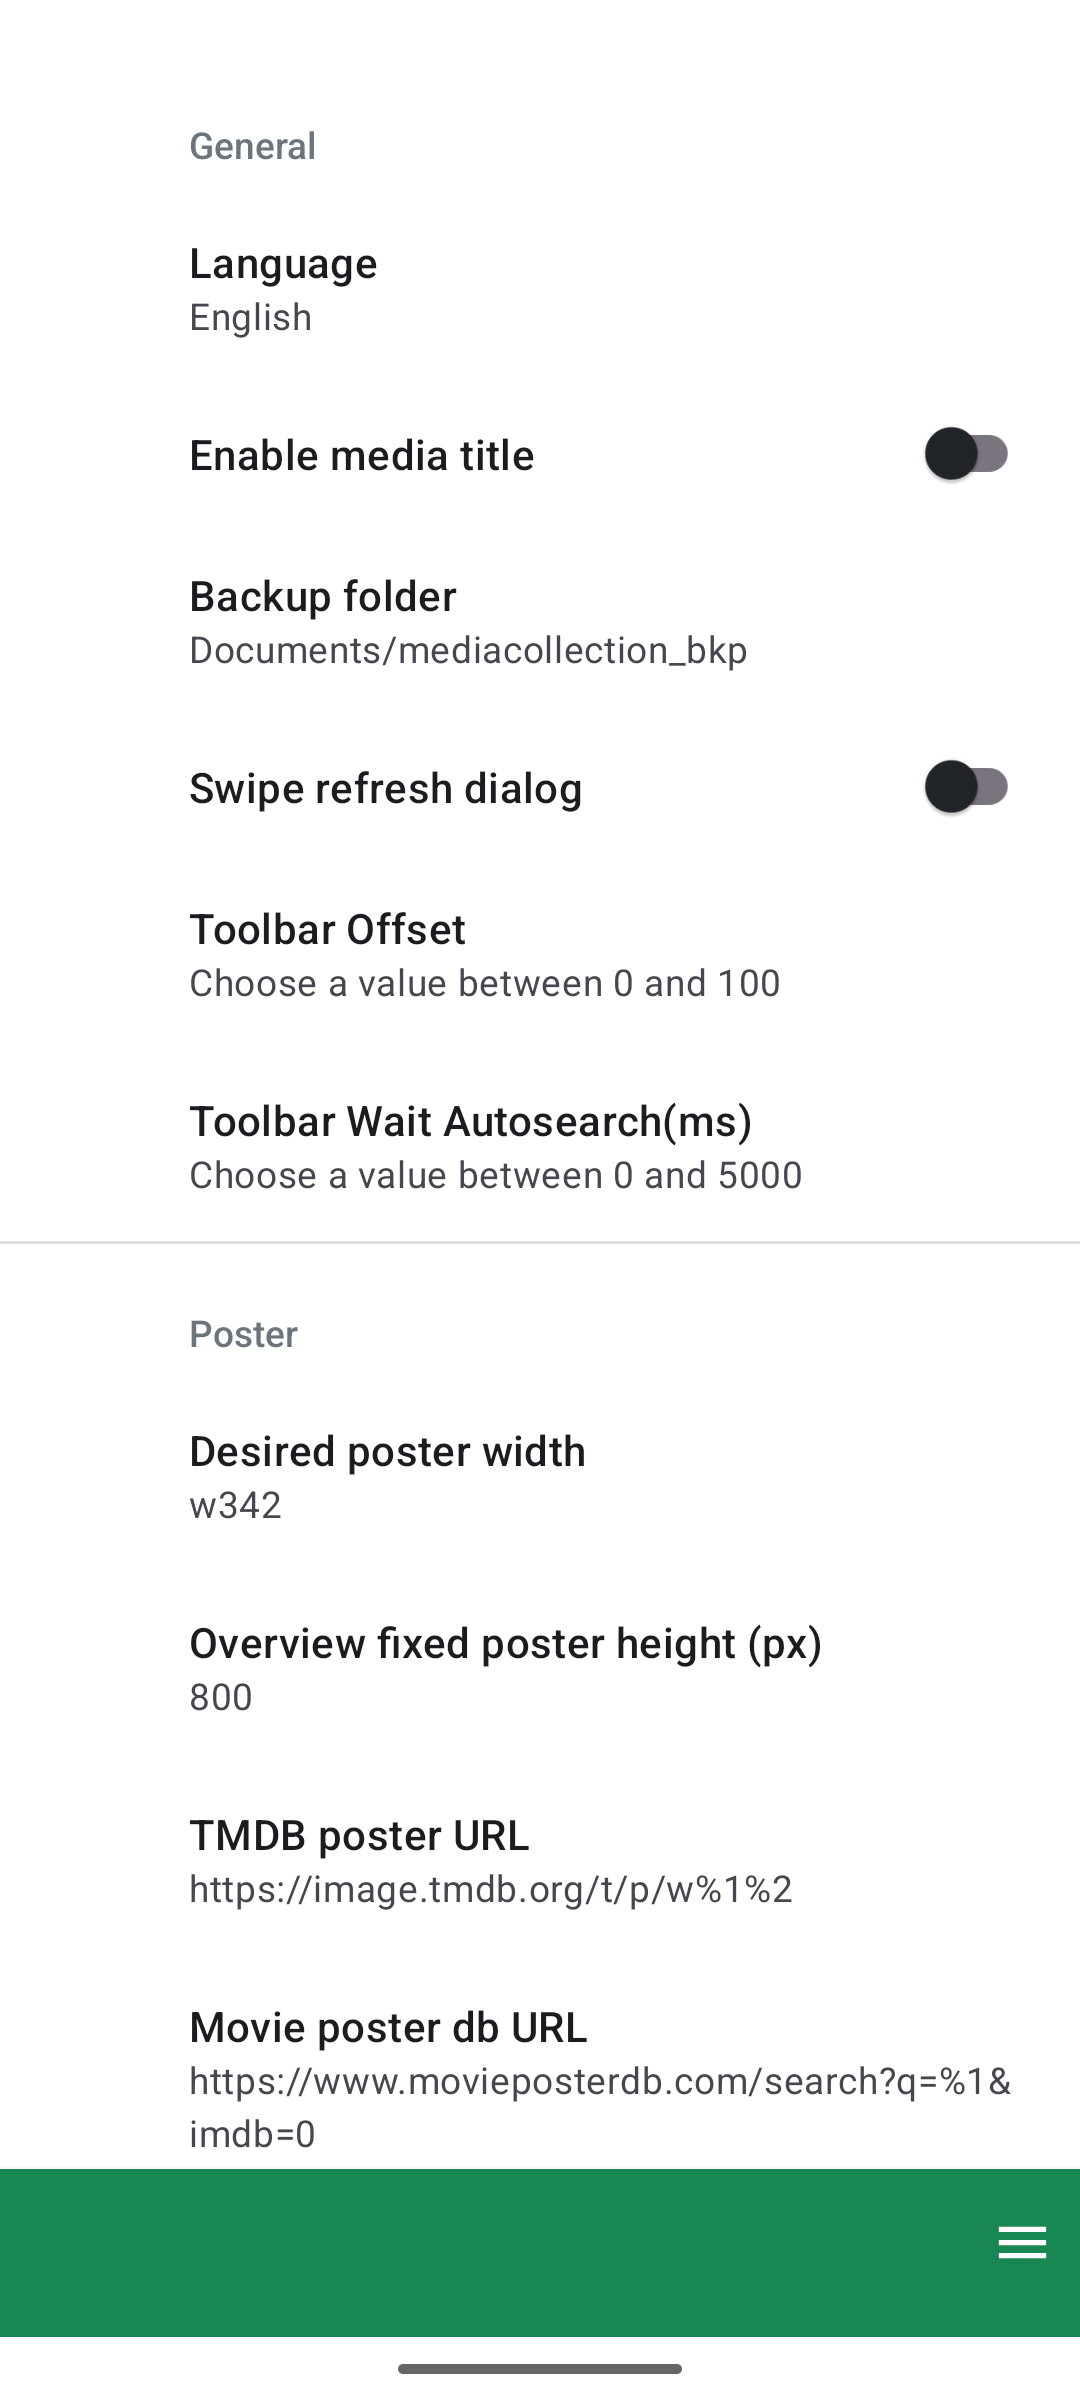 General
Language
English
Enable media title
Backup folder
Documents/mediacollection_bkp
Swipe refresh dialog
Toolbar Offset
Choose a value between 0 and 100
Toolbar Wait Autosearch(ms)
Choose a value between 0 and 5000
Poster
Desired poster width
w342
Overview fixed poster height (px)
800
TMDB poster URL
https://image.tmdb.org/t/p/w%1%2
Movie poster db URL
https://www.movieposterdb.com/search?q=%1&
imdb=0